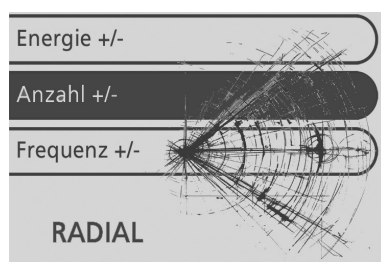 Energie +/-
Anzahl +/-
Frequenz +/-
RADIAL